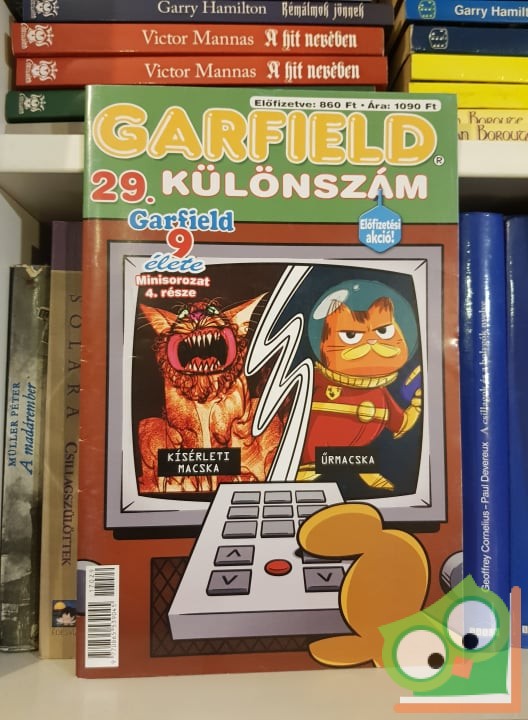 Garry Hamilton Rémálmok jönnek
Victor Mannas A hit nevében
Victor Mannas A hit nevében
Garry Hamilton
Előfizetve: 860 Ft • Ára: 1090 Ft
GARFIELD®
29. KÜLÖNSZÁM
Garfield
9
élete
Minisorozat
4. része
Előfizetési
akció!
KÍSÉRLETI
MACSKA
ŰRMACSKA
MÜLLER PÉTER
A maddrember
SOLARA
CSILLAGSZÜLÖTTEK
Geoffrey Cornelius - Paul Devereux